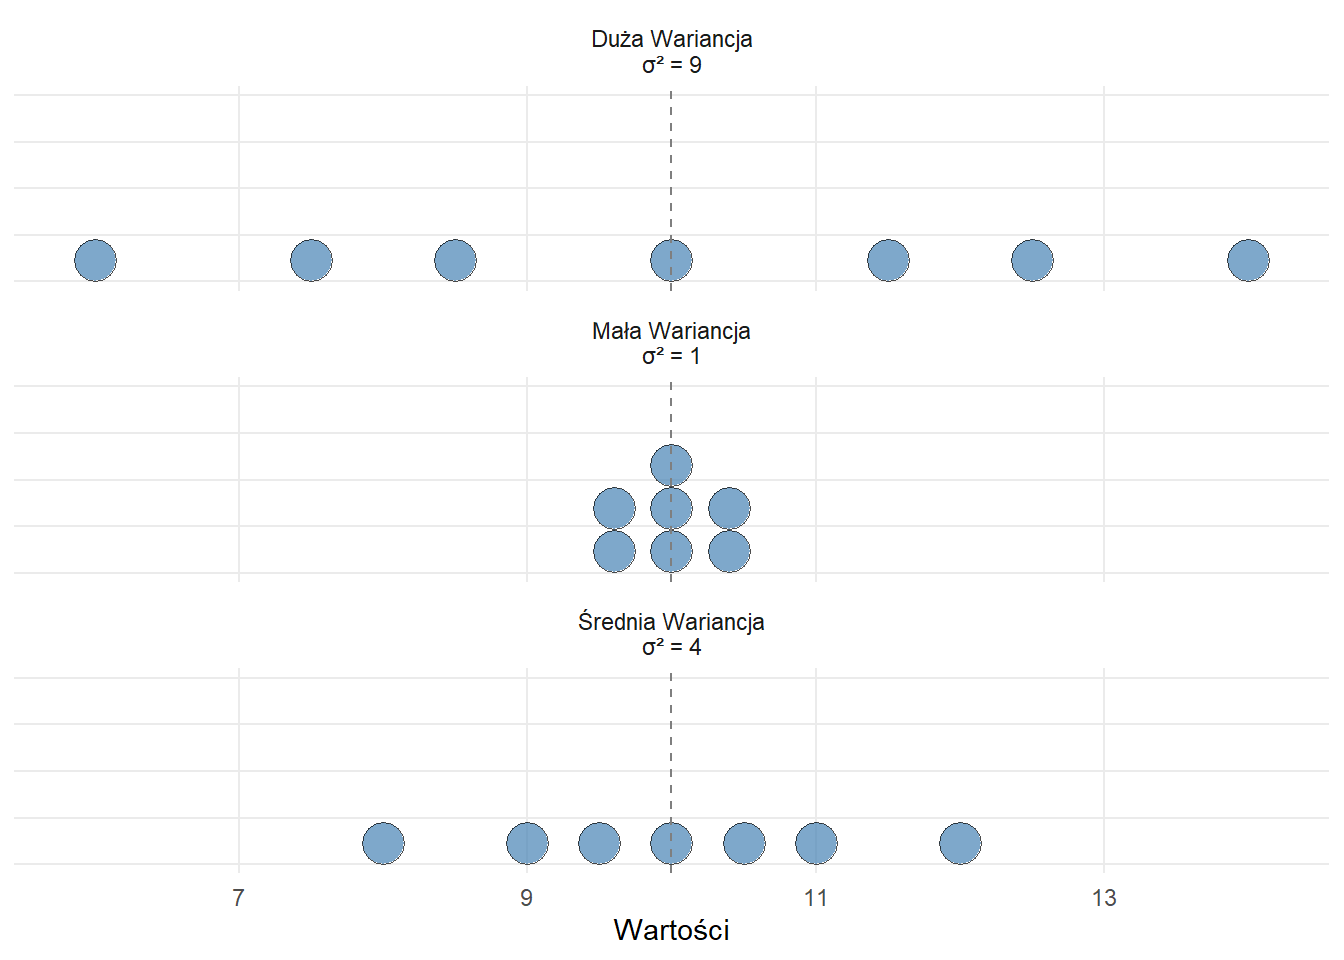 Duża Wariancja
σ² = 9
Mała Wariancja
σ² = 1
Średnia Wariancja
σ² = 4
7 9 11 13
Wartości